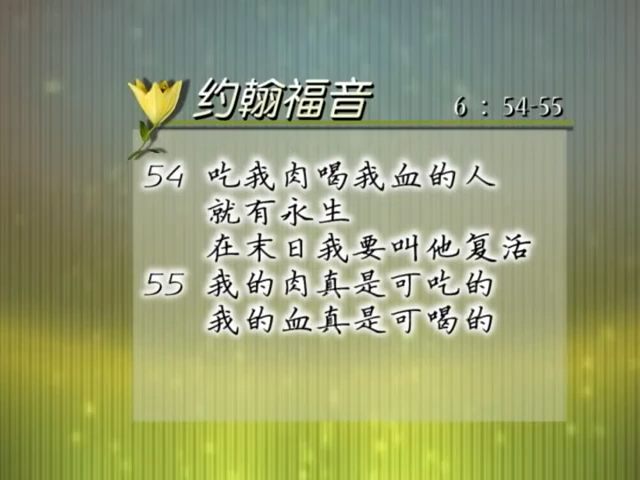 约翰福音 6 : 54-55
54 吃我肉喝我血的人
就有永生
在末日我要叫他复活
55 我的肉真是可吃的
我的血真是可喝的